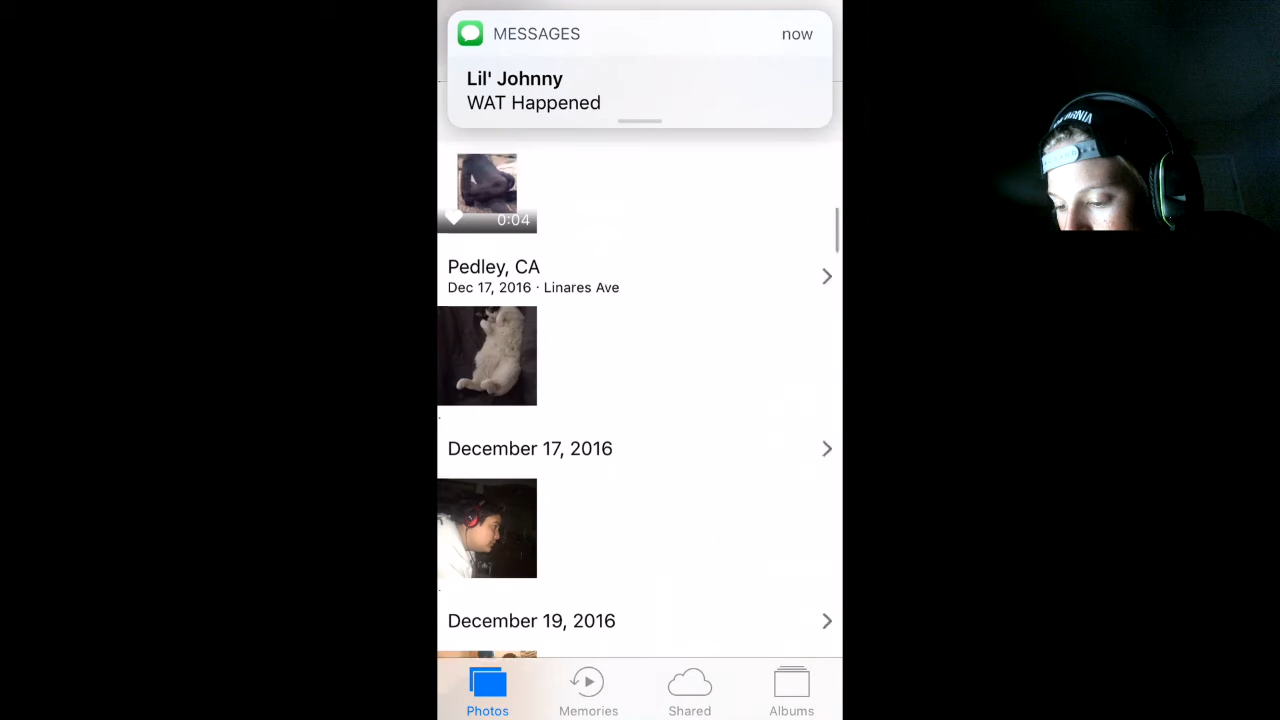 MESSAGES now
Lil' Johnny
WAT Happened
0:04
Pedley, CA
Dec 17, 2016 · Linares Ave
December 17, 2016
December 19, 2016
Photos Memories Shared Albums